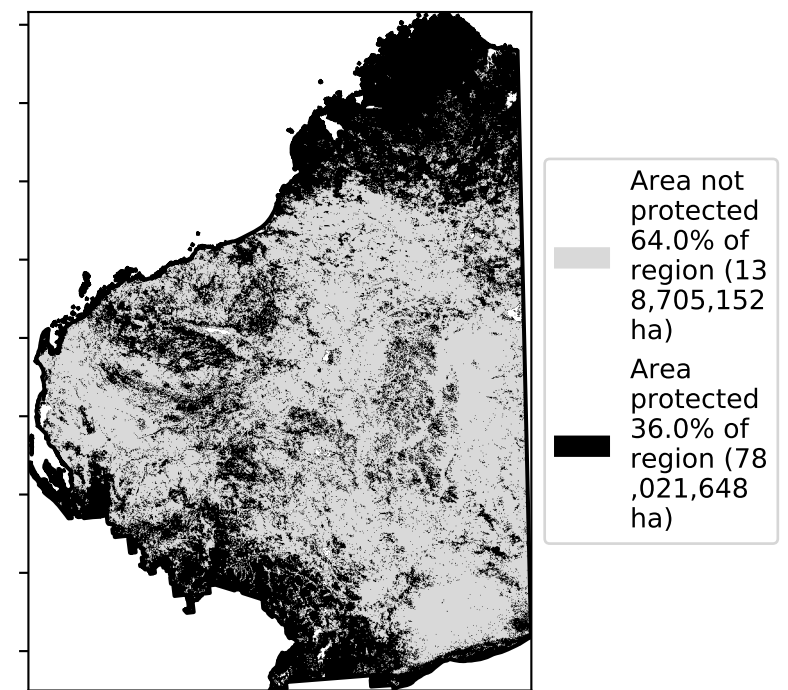 Area not
protected
64.0% of
region (13
8,705,152
ha)
Area
protected
36.0% of
region (78
,021,648
ha)